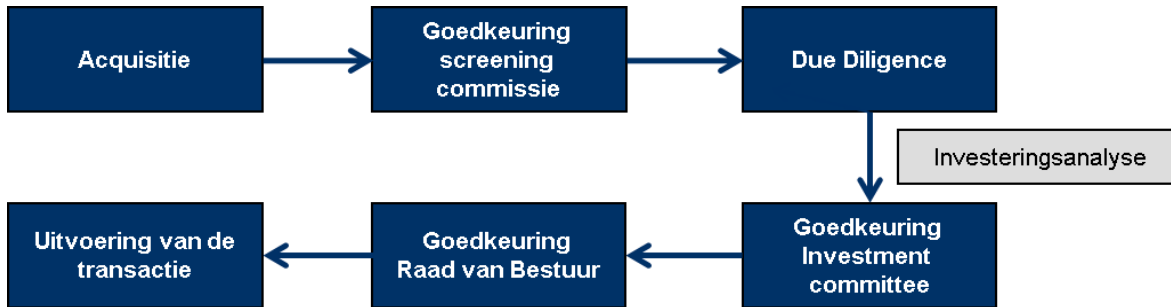 Acquisitie
Goedkeuring
screening
commissie
Due Diligence
Investeringsanalyse
Goedkeuring
Investment
committee
Goedkeuring
Raad van Bestuur
Uitvoering van de
transactie